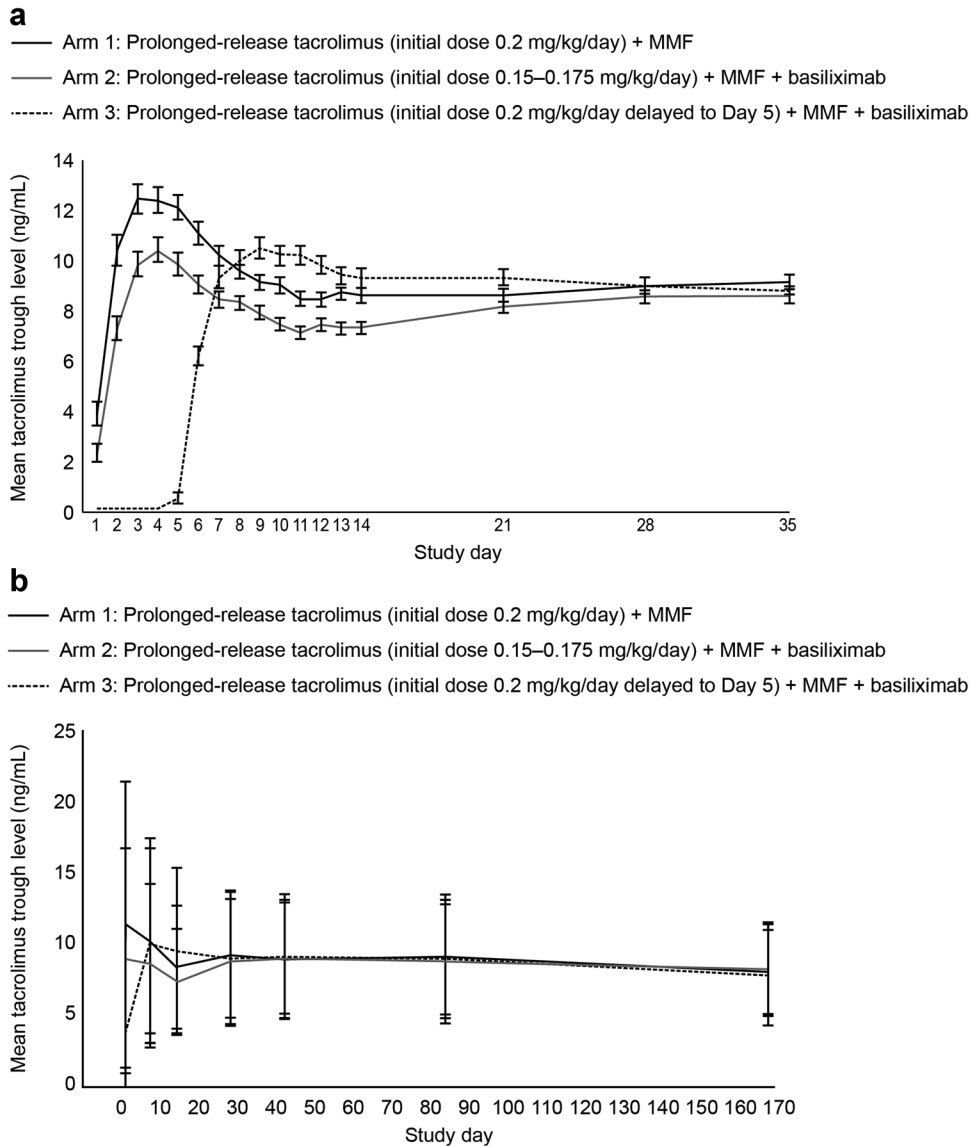 a
Arm 1: Prolonged-release tacrolimus (initial dose 0.2 mg/kg/day) + MMF
Arm 2: Prolonged-release tacrolimus (initial dose 0.15–0.175 mg/kg/day) + MMF + basiliximab
Arm 3: Prolonged-release tacrolimus (initial dose 0.2 mg/kg/day delayed to Day 5) + MMF + basiliximab
Mean tacrolimus trough level (ng/mL)
14
12
10
8
6
4
2
0
1 2 3 4 5 6 7 8 9 10 11 12 13 14 21 28 35
Study day
b
Arm 1: Prolonged-release tacrolimus (initial dose 0.2 mg/kg/day) + MMF
Arm 2: Prolonged-release tacrolimus (initial dose 0.15–0.175 mg/kg/day) + MMF + basiliximab
Arm 3: Prolonged-release tacrolimus (initial dose 0.2 mg/kg/day delayed to Day 5) + MMF + basiliximab
Mean tacrolimus trough level (ng/mL)
25
20
15
10
5
0
0 10 20 30 40 50 60 70 80 90 100 110 120 130 140 150 160 170
Study day